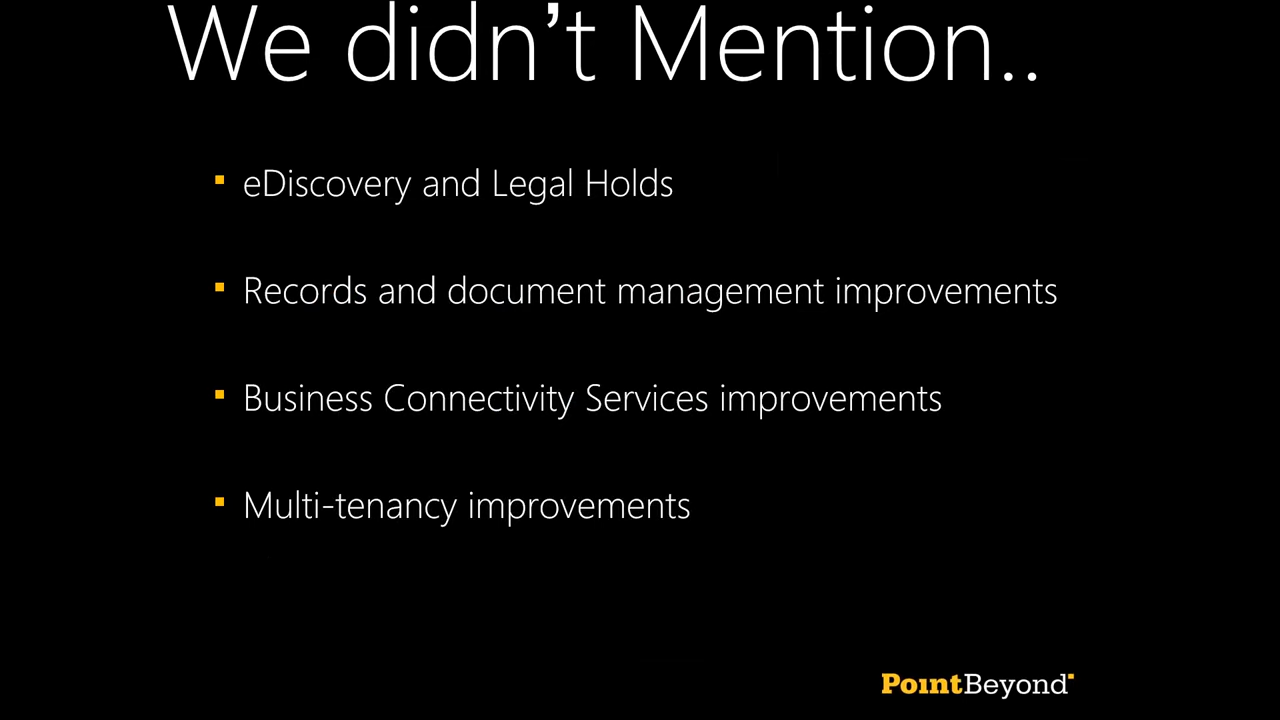 We didn’t Mention..
eDiscovery and Legal Holds
Records and document management improvements
Business Connectivity Services improvements
Multi-tenancy improvements
PointBeyond